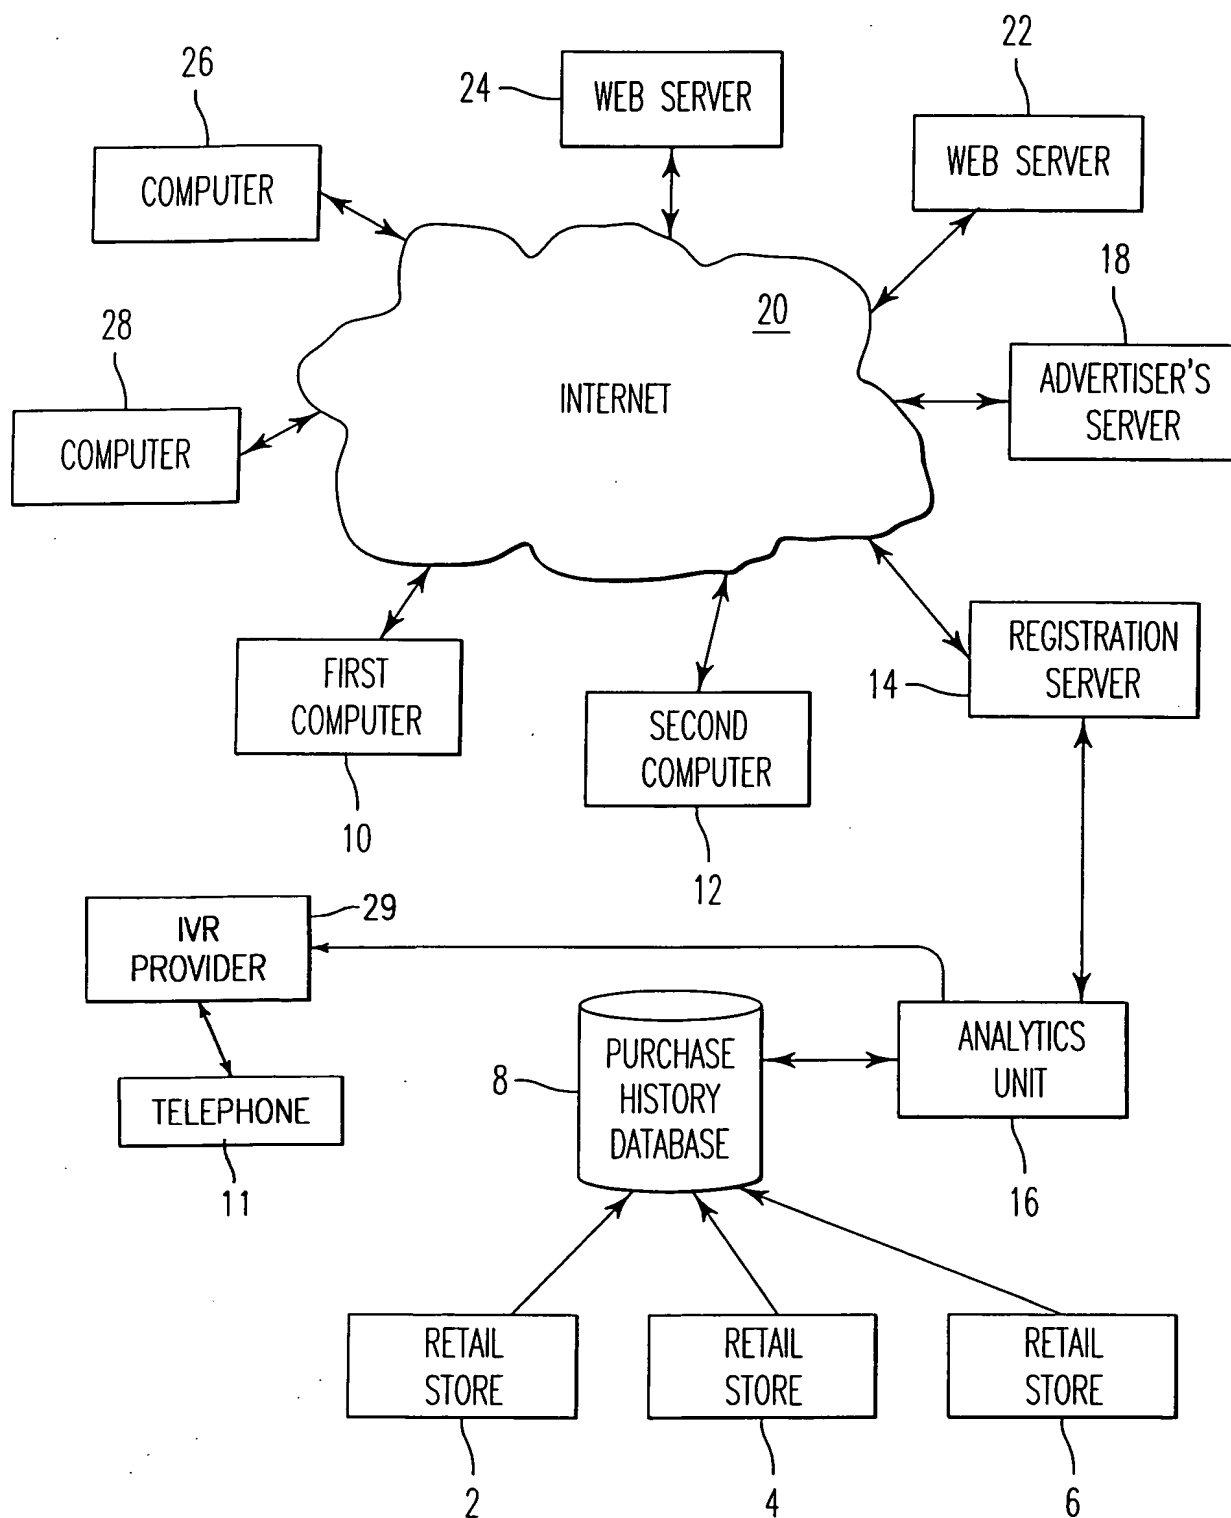 22
26
24
WEB SERVER
WEB SERVER
COMPUTER
18
20
28
ADVERTISER'S
SERVER
INTERNET
COMPUTER
REGISTRATION
SERVER
14
FIRST
COMPUTER
SECOND
COMPUTER
10
12
29
IVR
PROVIDER
ANALYTICS
UNIT
PURCHASE
HISTORY
DATABASE
8
TELEPHONE
11
16
RETAIL
STORE
RETAIL
STORE
RETAIL
STORE
2
4
6